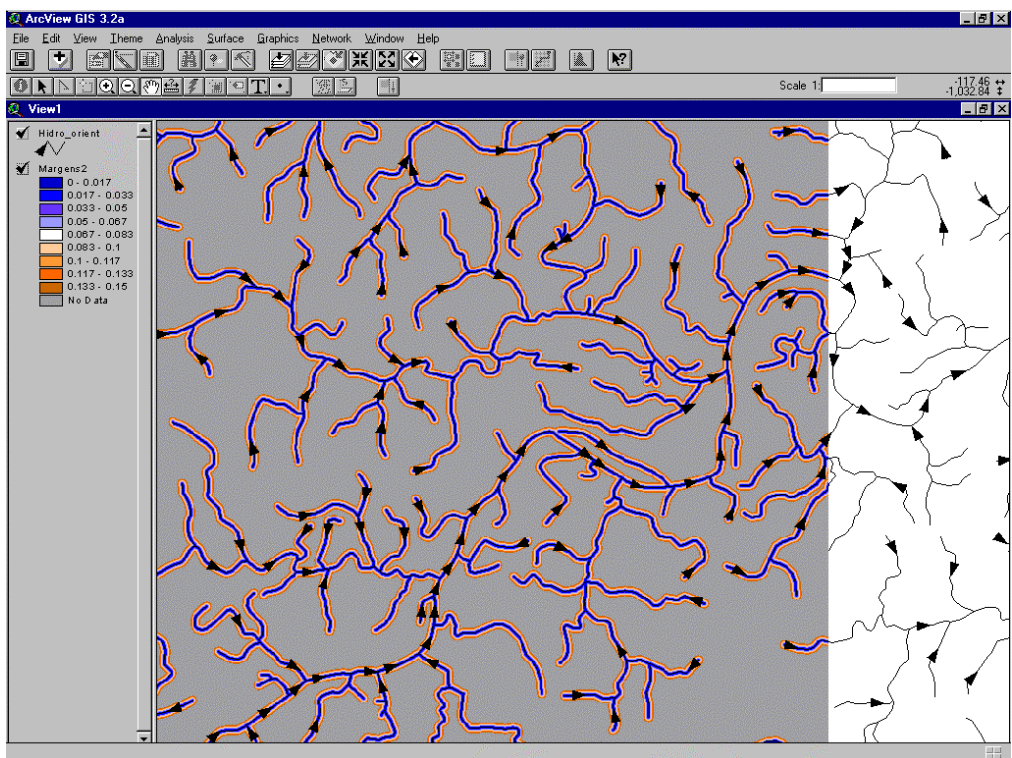 ArcView GIS 3.2a
File Edit View Theme Analysis Surface Graphics Network Window Help
Scale 1:
-117.46
-1,032.84
View1
Hidro_orient
Margens2
0 - 0.017
0.017 - 0.033
0.033 - 0.05
0.05 - 0.067
0.067 - 0.083
0.083 - 0.1
0.1 - 0.117
0.117 - 0.133
0.133 - 0.15
No Data